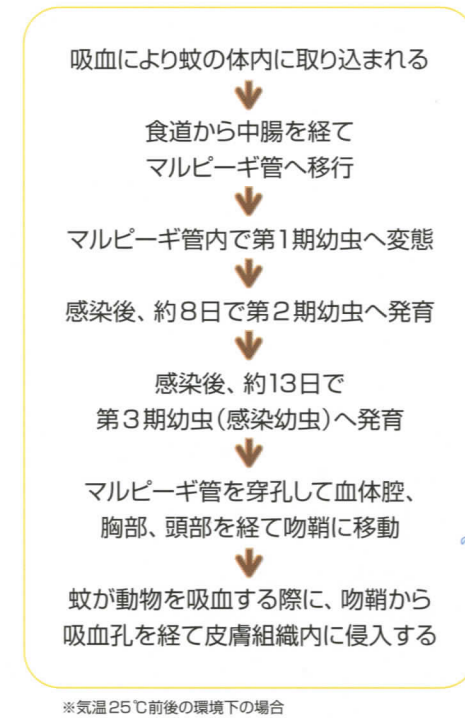 吸血により蚊の体内に取り込まれる
食道から中腸を経て
マルピーギ管へ移行
マルピーギ管内で第1期幼虫へ変態
感染後、約8日で第2期幼虫へ発育
感染後、約13日で
第3期幼虫(感染幼虫)へ発育
マルピーギ管を穿孔して血体腔、
胸部、頭部を経て吻鞘に移動
蚊が動物を吸血する際に、吻鞘から
吸血孔を経て皮膚組織内に侵入する
※気温25℃前後の環境下の場合